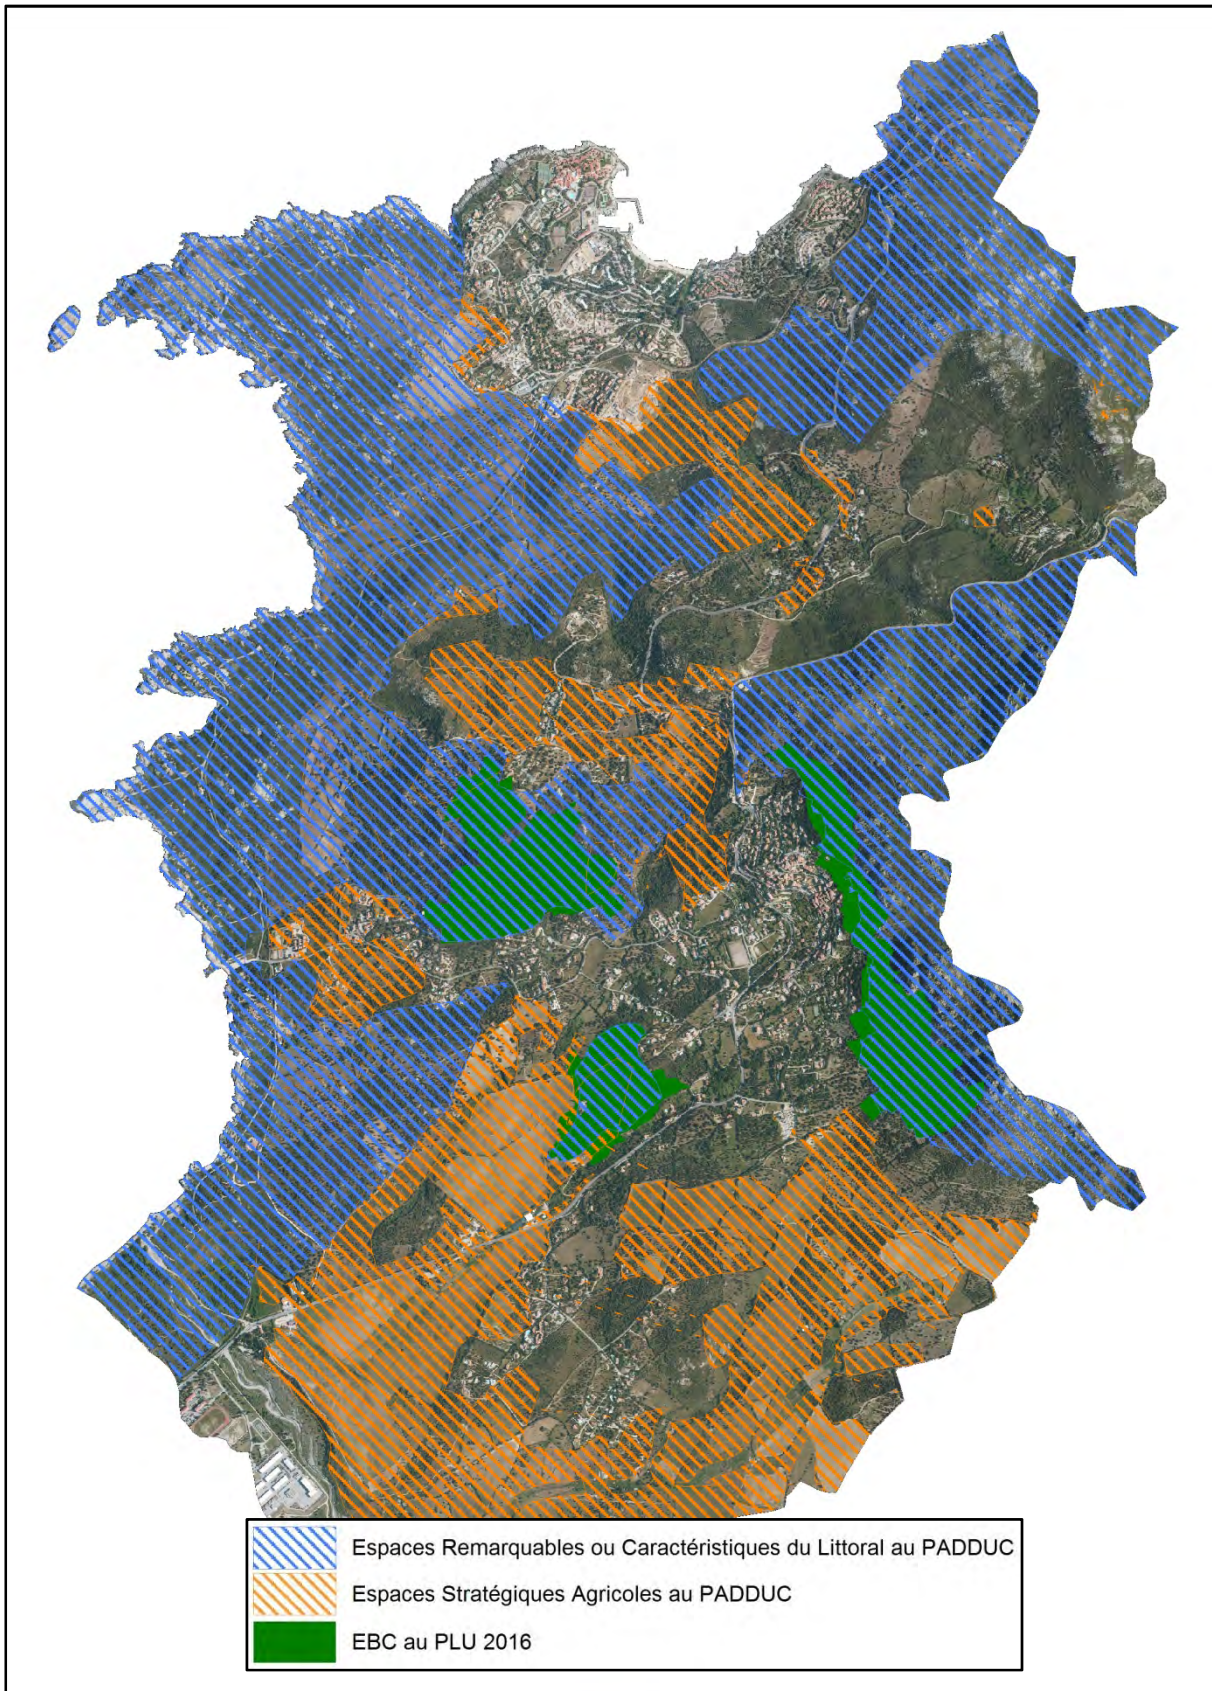 Espaces Remarquables ou Caractéristiques du Littoral au PADDUC
Espaces Stratégiques Agricoles au PADDUC
EBC au PLU 2016